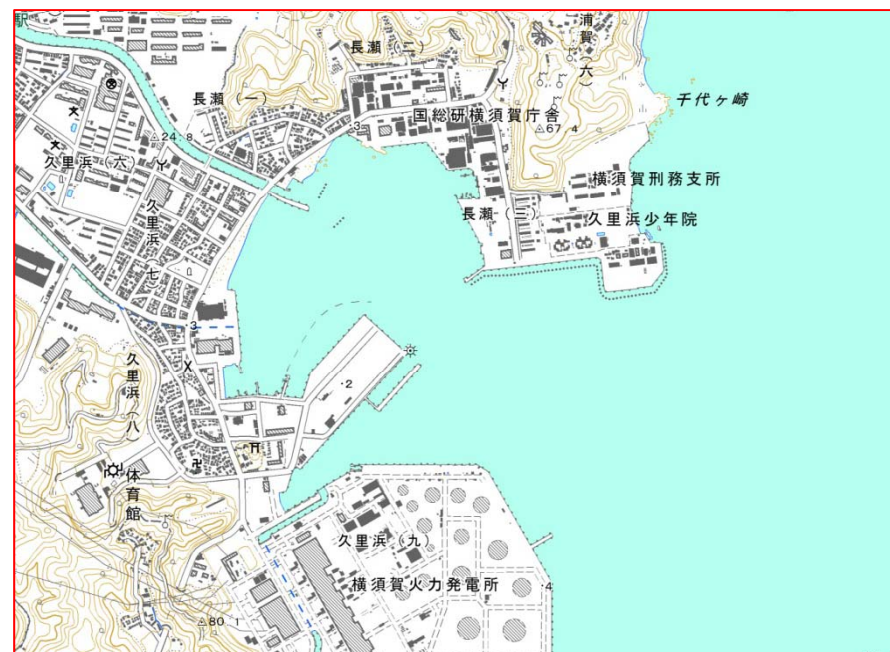 駅
長瀬(二)
浦賀(六)
千代ヶ崎
長瀬(一)
3
国総研横須賀庁舎
24.8
67.4
久里浜(六)
横須賀刑務支所
久里浜(七)
長瀬(三)
久里浜少年院
3
久里浜(八)
2
体育館
久里浜(九)
横須賀火力発電所
4
80.1